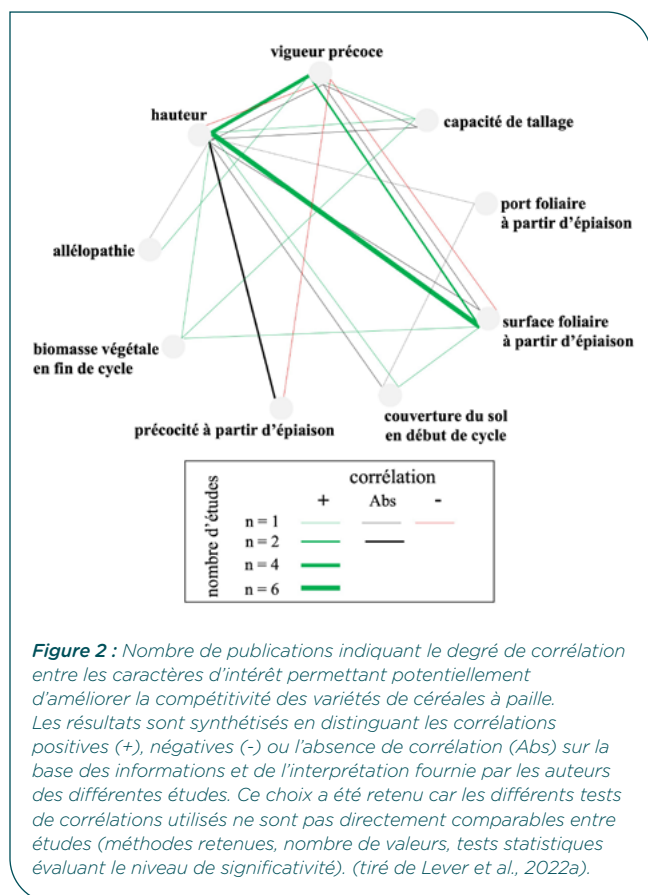 vigueur précoce
hauteur
capacité de tallage
port foliaire
à partir d'épiaison
allélopathie
surface foliaire
à partir d'épiaison
biomasse végétale
en fin de cycle
couverture du sol
en début de cycle
précocité à partir d'épiaison
corrélation
nombre d'études
+ Abs -
n = 1
n = 2
n = 4
n = 6
Figure 2 : Nombre de publications indiquant le degré de corrélation
entre les caractères d'intérêt permettant potentiellement
d'améliorer la compétitivité des variétés de céréales à paille.
Les résultats sont synthétisés en distinguant les corrélations
positives (+), négatives (-) ou l'absence de corrélation (Abs) sur la
base des informations et de l'interprétation fournie par les auteurs
des différentes études. Ce choix a été retenu car les différents tests
de corrélations utilisés ne sont pas directement comparables entre
études (méthodes retenues, nombre de valeurs, tests statistiques
évaluant le niveau de significativité). (tiré de Lever et al., 2022a).